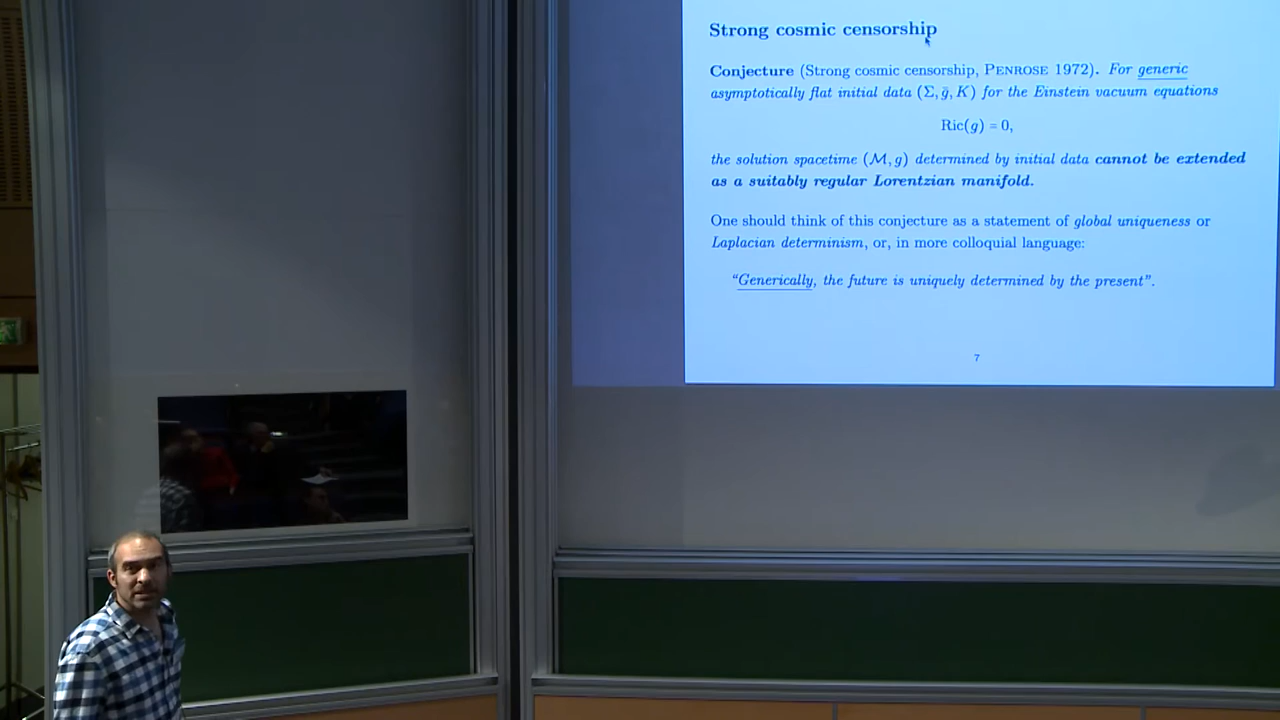 Strong cosmic censorship
Conjecture (Strong cosmic censorship, PENROSE 1972). For generic
asymptotically flat initial data (Σ, ḡ, K) for the Einstein vacuum equations
Ric(g) = 0,
the solution spacetime (ℳ, g) determined by initial data cannot be extended
as a suitably regular Lorentzian manifold.
One should think of this conjecture as a statement of global uniqueness or
Laplacian determinism, or, in more colloquial language:
“Generically, the future is uniquely determined by the present”.
7